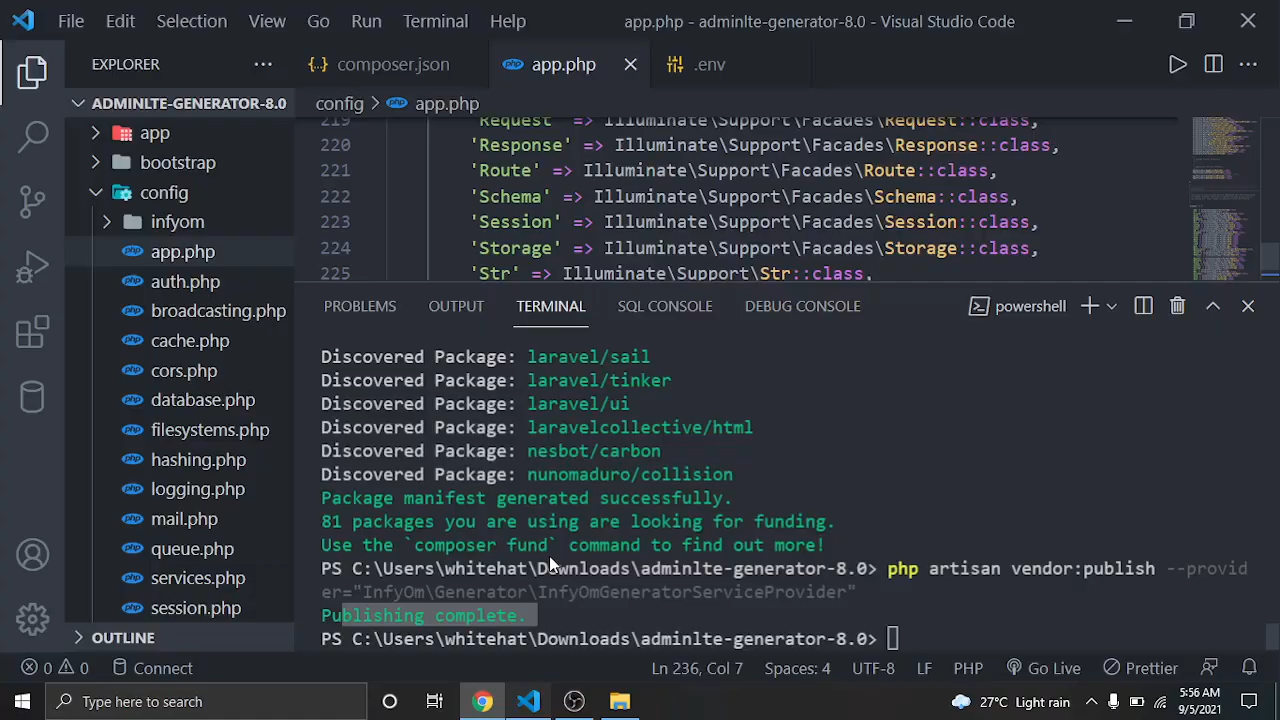 File Edit Selection View Go Run Terminal Help app.php - adminlte-generator-8.0 - Visual Studio Code
EXPLORER
composer.json app.php .env
ADMINLTE-GENERATOR-8.0
config > app.php
app
bootstrap
config
infyom
app.php
auth.php
broadcasting.php
cache.php
cors.php
database.php
filesystems.php
hashing.php
logging.php
mail.php
queue.php
services.php
session.php
OUTLINE
219 'Request' => Illuminate\Support\Facades\Request::class,
220 'Response' => Illuminate\Support\Facades\Response::class,
221 'Route' => Illuminate\Support\Facades\Route::class,
222 'Schema' => Illuminate\Support\Facades\Schema::class,
223 'Session' => Illuminate\Support\Facades\Session::class,
224 'Storage' => Illuminate\Support\Facades\Storage::class,
225 'Str' => Illuminate\Support\Str::class,
PROBLEMS OUTPUT TERMINAL SQL CONSOLE DEBUG CONSOLE powershell
Discovered Package: laravel/sail
Discovered Package: laravel/tinker
Discovered Package: laravel/ui
Discovered Package: laravelcollective/html
Discovered Package: nesbot/carbon
Discovered Package: nunomaduro/collision
Package manifest generated successfully.
81 packages you are using are looking for funding.
Use the `composer fund` command to find out more!
PS C:\Users\whitehat\Downloads\adminlte-generator-8.0> php artisan vendor:publish --provid
er="InfyOm\Generator\InfyOmGeneratorServiceProvider"
Publishing complete.
PS C:\Users\whitehat\Downloads\adminlte-generator-8.0>
0 0 Connect Ln 236, Col 7 Spaces: 4 UTF-8 LF PHP Go Live Prettier
Type here to search 27°C Light rain 5:56 AM
9/5/2021